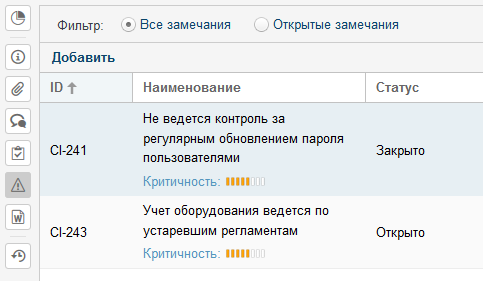 Фильтр: Все замечания Открытые замечания
Добавить
ID Наименование Статус
Не ведется контроль за
регулярным обновлением пароля
пользователями
CI-241 Закрыто
Критичность:
Учет оборудования ведется по
устаревшим регламентам
CI-243 Открыто
Критичность:
W